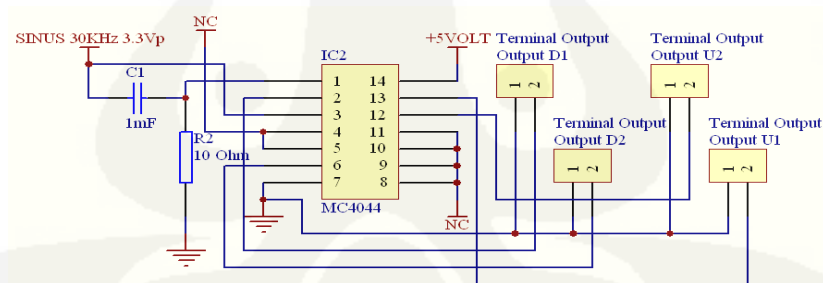 NC
SINUS 30KHz 3.3Vp
+5VOLT
Terminal Output
Output D1
Terminal Output
Output U2
IC2
C1
1mF
R2
10 Ohm
1 14
2 13
3 12
4 11
5 10
6 9
7 8
MC4044
NC
1 2
1 2
Terminal Output
Output D2
Terminal Output
Output U1
1 2
1 2